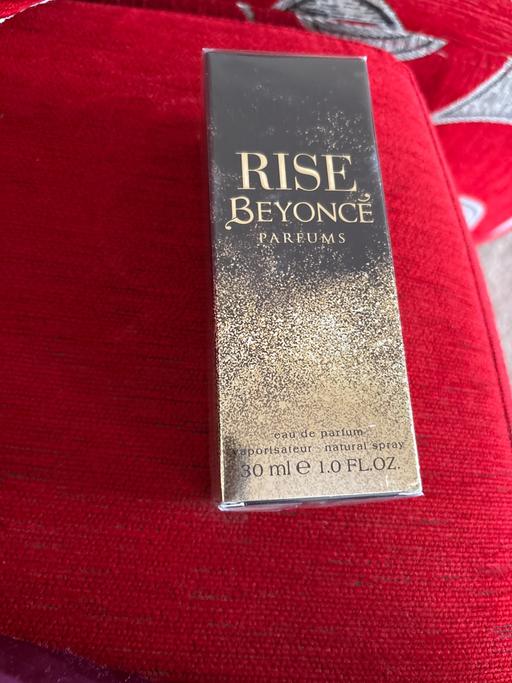 RISE
BEYONCÉ
PARFUMS
eau de parfum
vaporisateur - natural spray
30 ml e 1.0 FL.OZ.